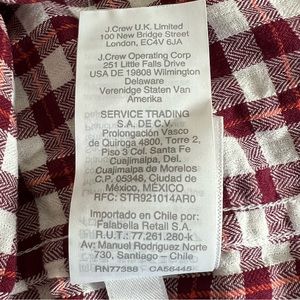 J.Crew U.K. Limited
100 New Bridge Street
London, EC4V 6JA
J.Crew Operating Corp
251 Little Falls Drive
USA DE 19808 Wilmington
Delaware
Verenidge Staten Van
Amerika
SERVICE TRADING
S.A. DE C.V.
Prolongación Vasco
de Quiroga 4800, Torre 2,
Piso 3 Col. Santa Fe
Cuajimalpa, Del.
Cuajimalpa de Morelos
C.P. 05348, Ciudad de
México, MÉXICO
RFC: STR921014AR0
Importado en Chile por:
Falabella Retail S.A.
R.U.T.: 77.261.280-k
Av: Manuel Rodriguez Norte
730, Santiago - Chile
RN77388 CA56445